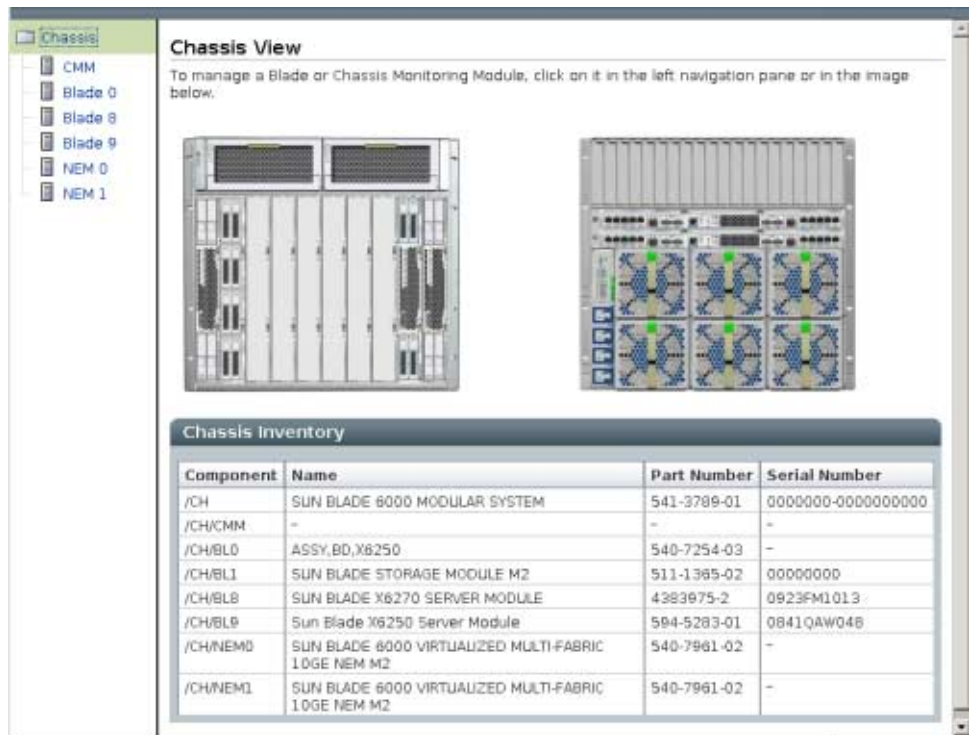 Chassis
CMM
Blade 0
Blade 8
Blade 9
NEM 0
NEM 1
Chassis View
To manage a Blade or Chassis Monitoring Module, click on it in the left navigation pane or in the image
below.
Chassis Inventory
Component Name Part Number Serial Number
/CH SUN BLADE 6000 MODULAR SYSTEM 541-3789-01 0000000-0000000000
/CH/CMM - - -
/CH/BL0 ASSY,BD,X6250 540-7254-03 -
/CH/BL1 SUN BLADE STORAGE MODULE M2 511-1365-02 00000000
/CH/BL8 SUN BLADE X6270 SERVER MODULE 4383975-2 0923FM1013
/CH/BL9 Sun Blade X6250 Server Module 594-5283-01 0841QAW048
/CH/NEM0 SUN BLADE 6000 VIRTUALIZED MULTI-FABRIC 540-7961-02 -
10GE NEM M2
/CH/NEM1 SUN BLADE 6000 VIRTUALIZED MULTI-FABRIC 540-7961-02 -
10GE NEM M2